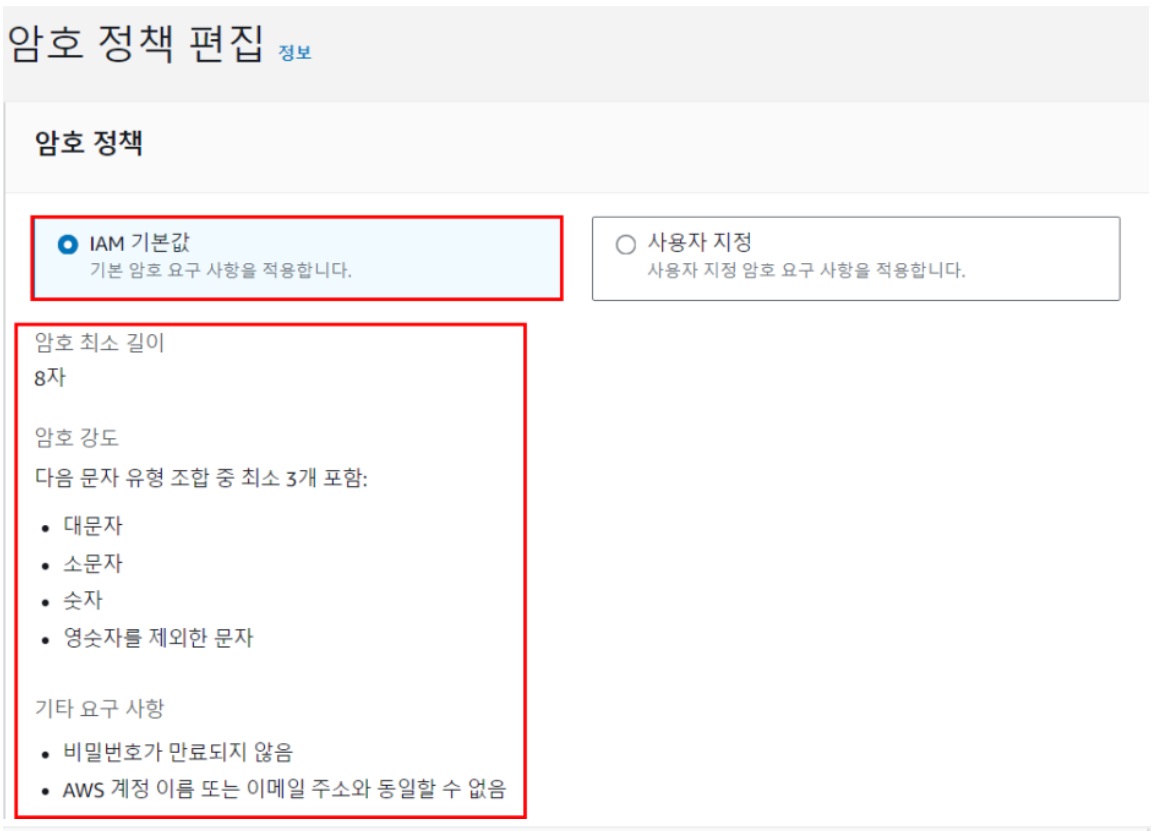 암호 정책 편집 정보
암호 정책
IAM 기본값
기본 암호 요구 사항을 적용합니다.
사용자 지정
사용자 지정 암호 요구 사항을 적용합니다.
암호 최소 길이
8자
암호 강도
다음 문자 유형 조합 중 최소 3개 포함:
• 대문자
• 소문자
• 숫자
• 영숫자를 제외한 문자
기타 요구 사항
• 비밀번호가 만료되지 않음
• AWS 계정 이름 또는 이메일 주소와 동일할 수 없음